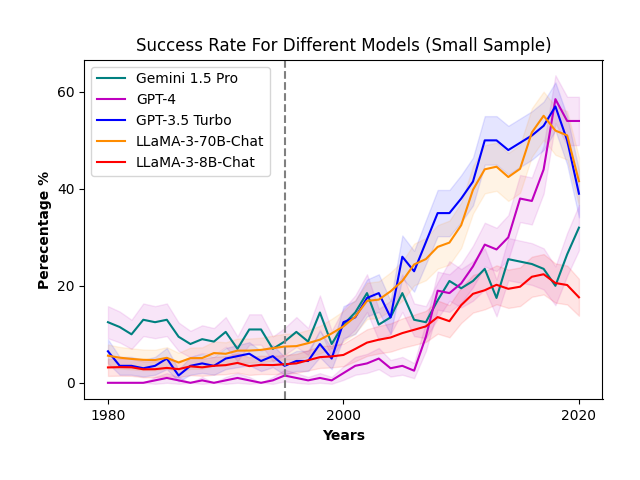 Success Rate For Different Models (Small Sample)
Gemini 1.5 Pro
GPT-4
GPT-3.5 Turbo
LLaMA-3-70B-Chat
LLaMA-3-8B-Chat
60
40
20
0
Perecentage %
1980
2000
2020
Years